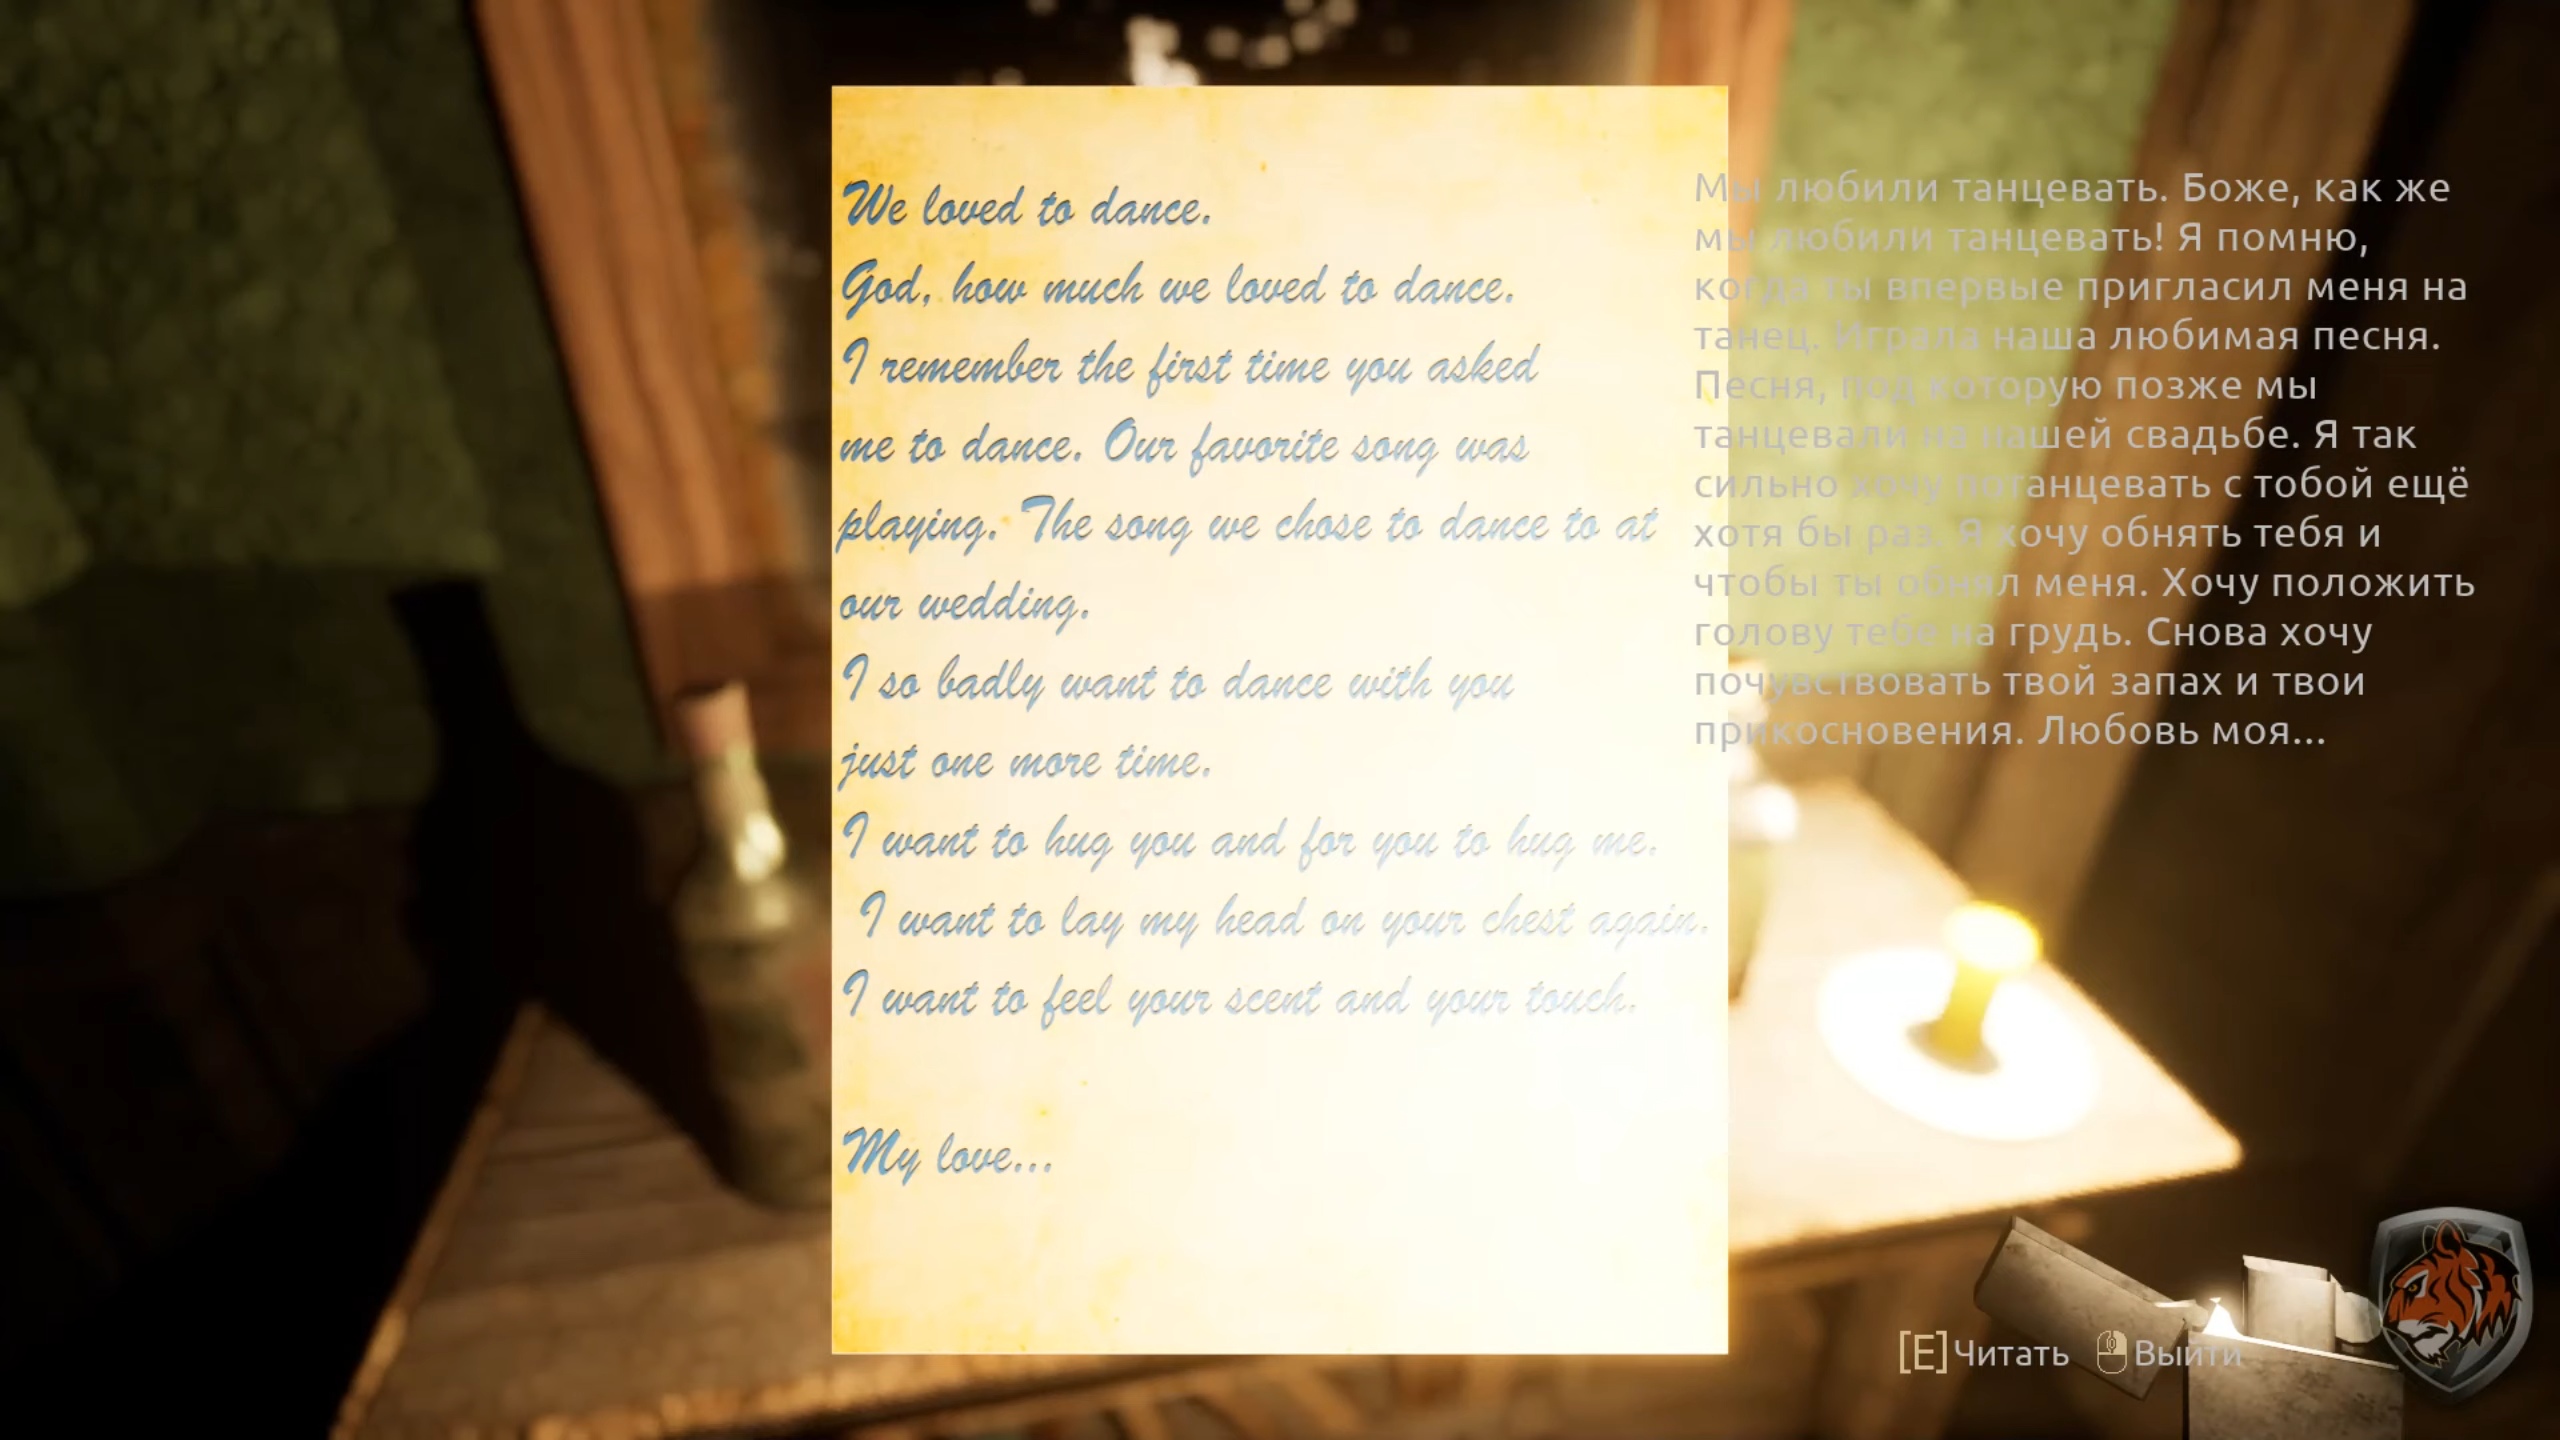 We loved to dance.
God, how much we loved to dance.
I remember the first time you asked
me to dance. Our favorite song was
playing. The song we chose to dance to at
our wedding.
I so badly want to dance with you
just one more time.
I want to hug you and for you to hug me.
I want to lay my head on your chest again.
I want to feel your scent and your touch.
My love...
Мы любили танцевать. Боже, как же
мы любили танцевать! Я помню,
когда ты впервые пригласил меня на
танец. Играла наша любимая песня.
Песня, под которую позже мы
танцевали на нашей свадьбе. Я так
сильно хочу потанцевать с тобой ещё
хотя бы раз. Я хочу обнять тебя и
чтобы ты обнял меня. Хочу положить
голову тебе на грудь. Снова хочу
почувствовать твой запах и твои
прикосновения. Любовь моя...
[E] Читать Выйти